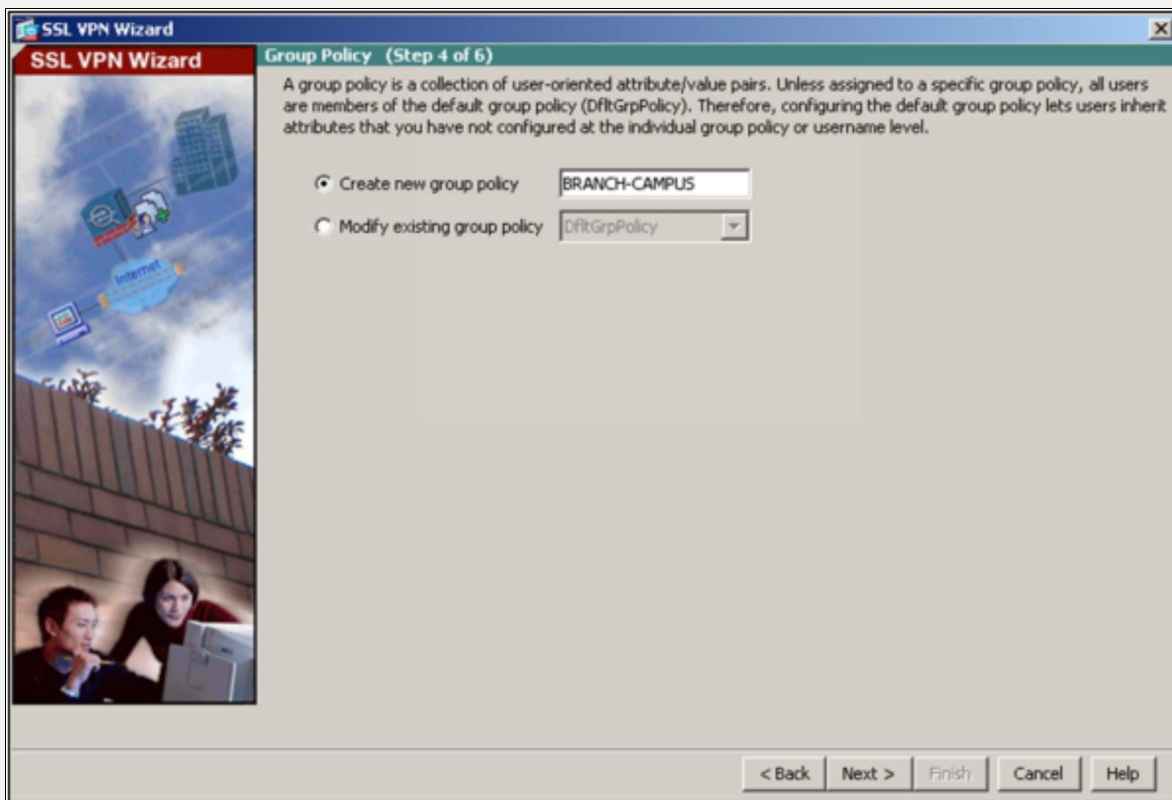 SSL VPN Wizard
SSL VPN Wizard
Group Policy (Step 4 of 6)
A group policy is a collection of user-oriented attribute/value pairs. Unless assigned to a specific group policy, all users
are members of the default group policy (DfltGrpPolicy). Therefore, configuring the default group policy lets users inherit
attributes that you have not configured at the individual group policy or username level.
Create new group policy BRANCH-CAMPUS
Modify existing group policy DfltGrpPolicy
Internet
< Back Next > Finish Cancel Help